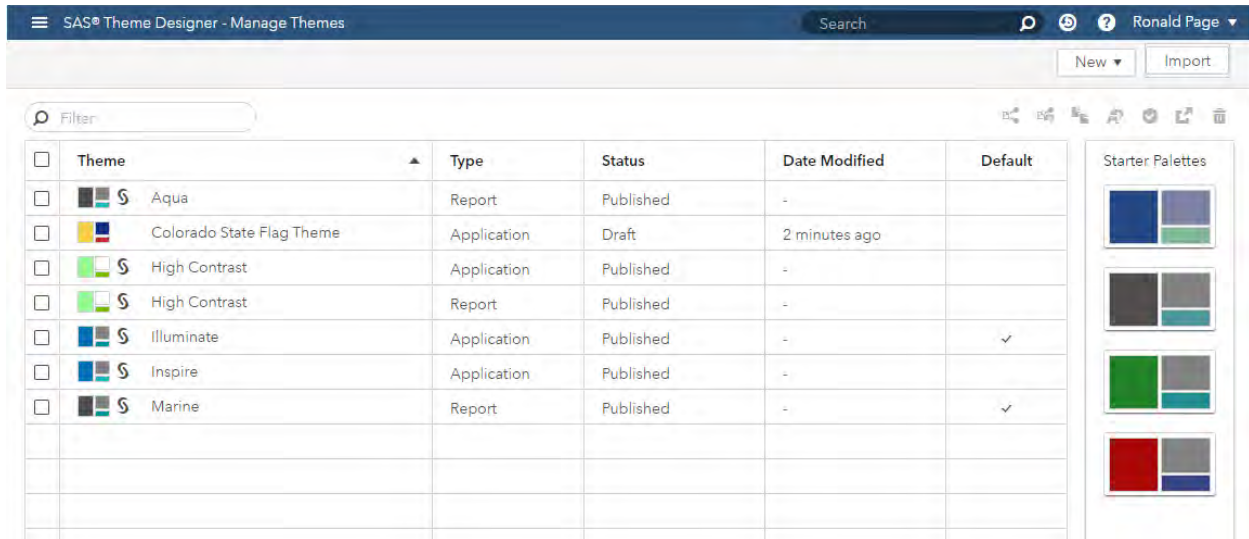 SAS® Theme Designer - Manage Themes Search Ronald Page
New Import
Filter
Theme Type Status Date Modified Default Starter Palettes
Aqua Report Published -
Colorado State Flag Theme Application Draft 2 minutes ago
High Contrast Application Published -
High Contrast Report Published -
Illuminate Application Published -
Inspire Application Published -
Marine Report Published -